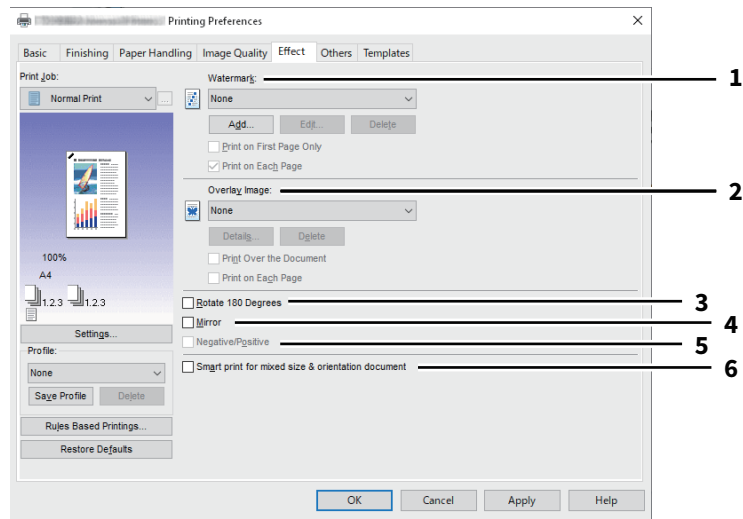 Printing Preferences
Basic Finishing Paper Handling Image Quality Effect Others Templates
Print Job:
Normal Print
...
100%
A4
1.2.3 1.2.3
Settings...
Profile:
None
Save Profile Delete
Rules Based Printings...
Restore Defaults
Watermark:
None
Add... Edit... Delete
Print on First Page Only
Print on Each Page
Overlay Image:
None
Details... Delete
Print Over the Document
Print on Each Page
Rotate 180 Degrees
Mirror
Negative/Positive
Smart print for mixed size & orientation document
OK Cancel Apply Help
1
2
3
4
5
6